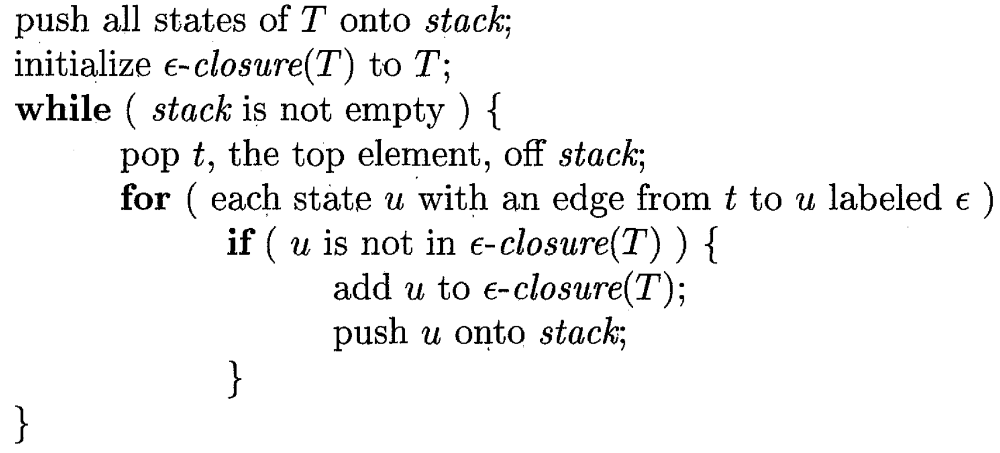 push all states of T onto stack;
initialize ϵ-closure(T) to T;
while ( stack is not empty ) {
pop t, the top element, off stack;
for ( each state u with an edge from t to u labeled ϵ )
if ( u is not in ϵ-closure(T) ) {
add u to ϵ-closure(T);
push u onto stack;
}
}